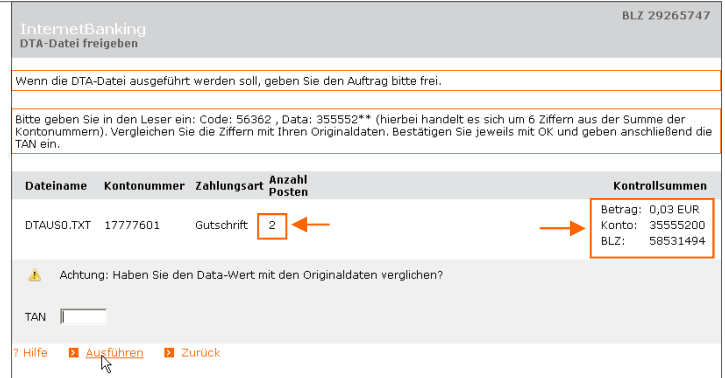 BLZ 29265747
InternetBanking
DTA-Datei freigeben
Wenn die DTA-Datei ausgeführt werden soll, geben Sie den Auftrag bitte frei.
Bitte geben Sie in den Leser ein: Code: 56362 , Data: 355552** (hierbei handelt es sich um 6 Ziffern aus der Summe der
Kontonummern). Vergleichen Sie die Ziffern mit Ihren Originaldaten. Bestätigen Sie jeweils mit OK und geben anschließend die
TAN ein.
Dateiname Kontonummer Zahlungsart Anzahl Posten Kontrollsummen
DTAUS0.TXT 17777601 Gutschrift 2
Betrag: 0,03 EUR
Konto: 35555200
BLZ: 58531494
Achtung: Haben Sie den Data-Wert mit den Originaldaten verglichen?
TAN
? Hilfe Ausführen Zurück